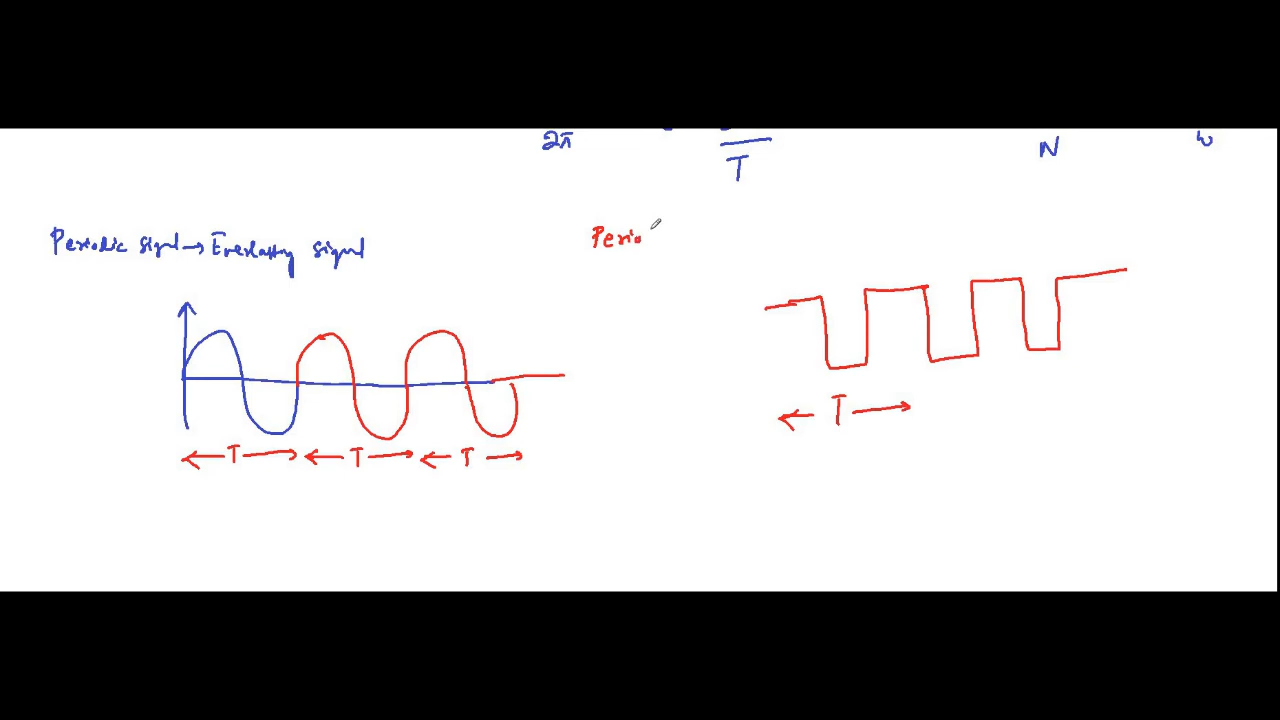 2π
T
N
ω
Periodic signal → Everlasting signal
Perio
← T → ← T → ← T →
← T →